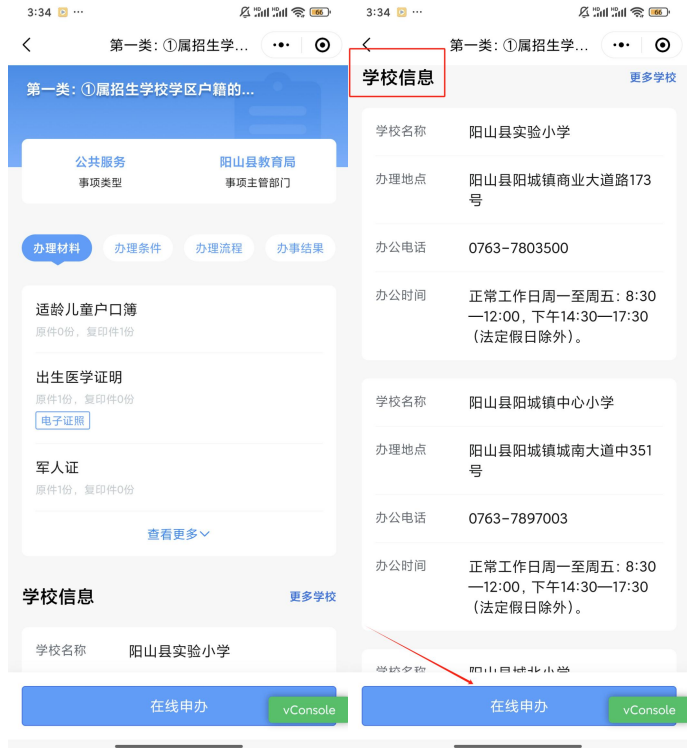 3:34
66
第一类：①属招生学...
第一类：①属招生学校学区户籍的...
公共服务
阳山县教育局
事项类型
事项主管部门
办理材料
办理条件
办理流程
办事结果
适龄儿童户口簿
原件0份，复印件1份
出生医学证明
原件1份，复印件0份
电子证照
军人证
原件1份，复印件0份
查看更多
学校信息
更多学校
学校名称
阳山县实验小学
在线申办
vConsole
3:34
66
第一类：①属招生学...
学校信息
更多学校
学校名称
阳山县实验小学
办理地点
阳山县阳城镇商业大道路173
号
办公电话
0763-7803500
办公时间
正常工作日周一至周五：8:30
—12:00，下午14:30—17:30
（法定假日除外）。
学校名称
阳山县阳城镇中心小学
办理地点
阳山县阳城镇城南大道中351
号
办公电话
0763-7897003
办公时间
正常工作日周一至周五：8:30
—12:00，下午14:30—17:30
（法定假日除外）。
学校名称
阳山县城北小学
在线申办
vConsole